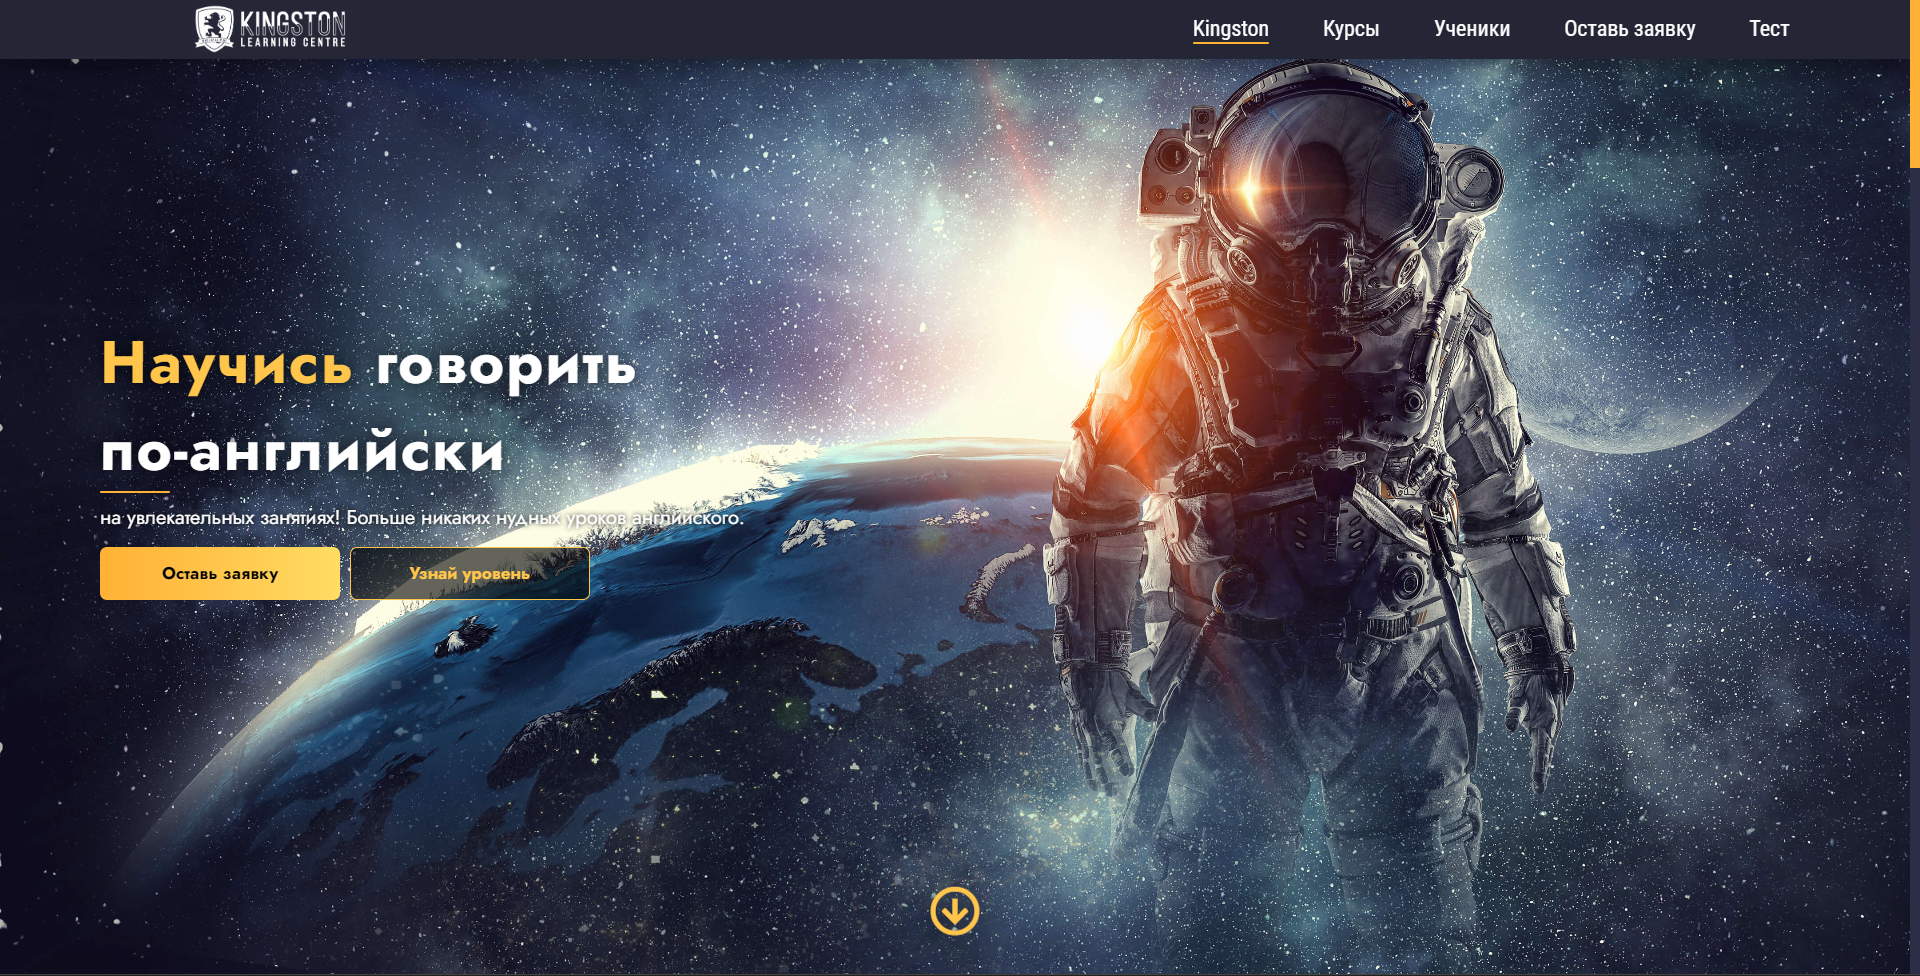 KINGSTON
LEARNING CENTRE
Kingston
Курсы
Ученики
Оставь заявку
Тест
Научись говорить
по-английски
на увлекательных занятиях! Больше никаких нудных уроков английского.
Оставь заявку
Узнай уровень